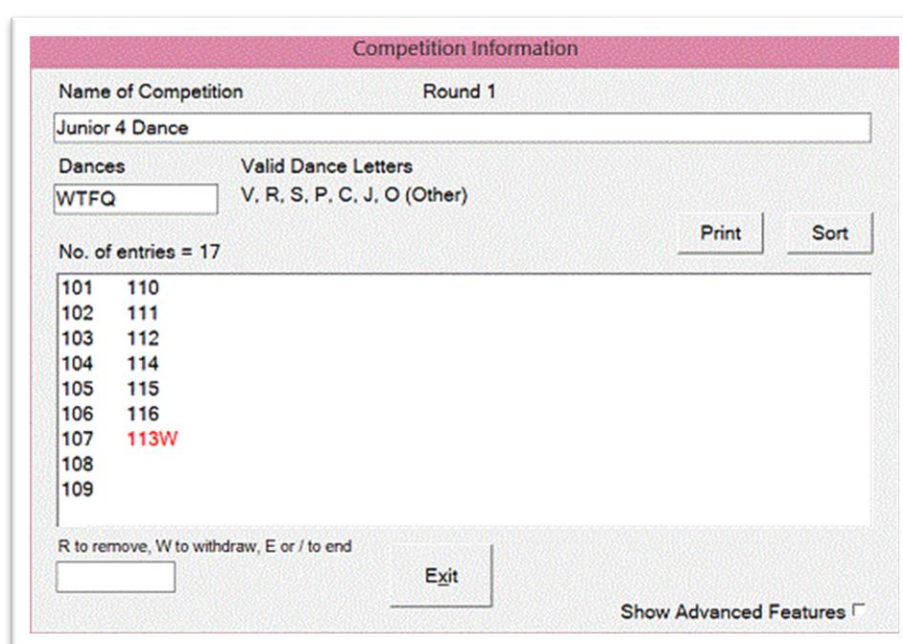 Competition Information
Name of Competition Round 1
Junior 4 Dance
Dances Valid Dance Letters
WTFQ V, R, S, P, C, J, O (Other)
Print Sort
No. of entries = 17
101 110
102 111
103 112
104 114
105 115
106 116
107 113W
108
109
R to remove, W to withdraw, E or / to end
Exit
Show Advanced Features